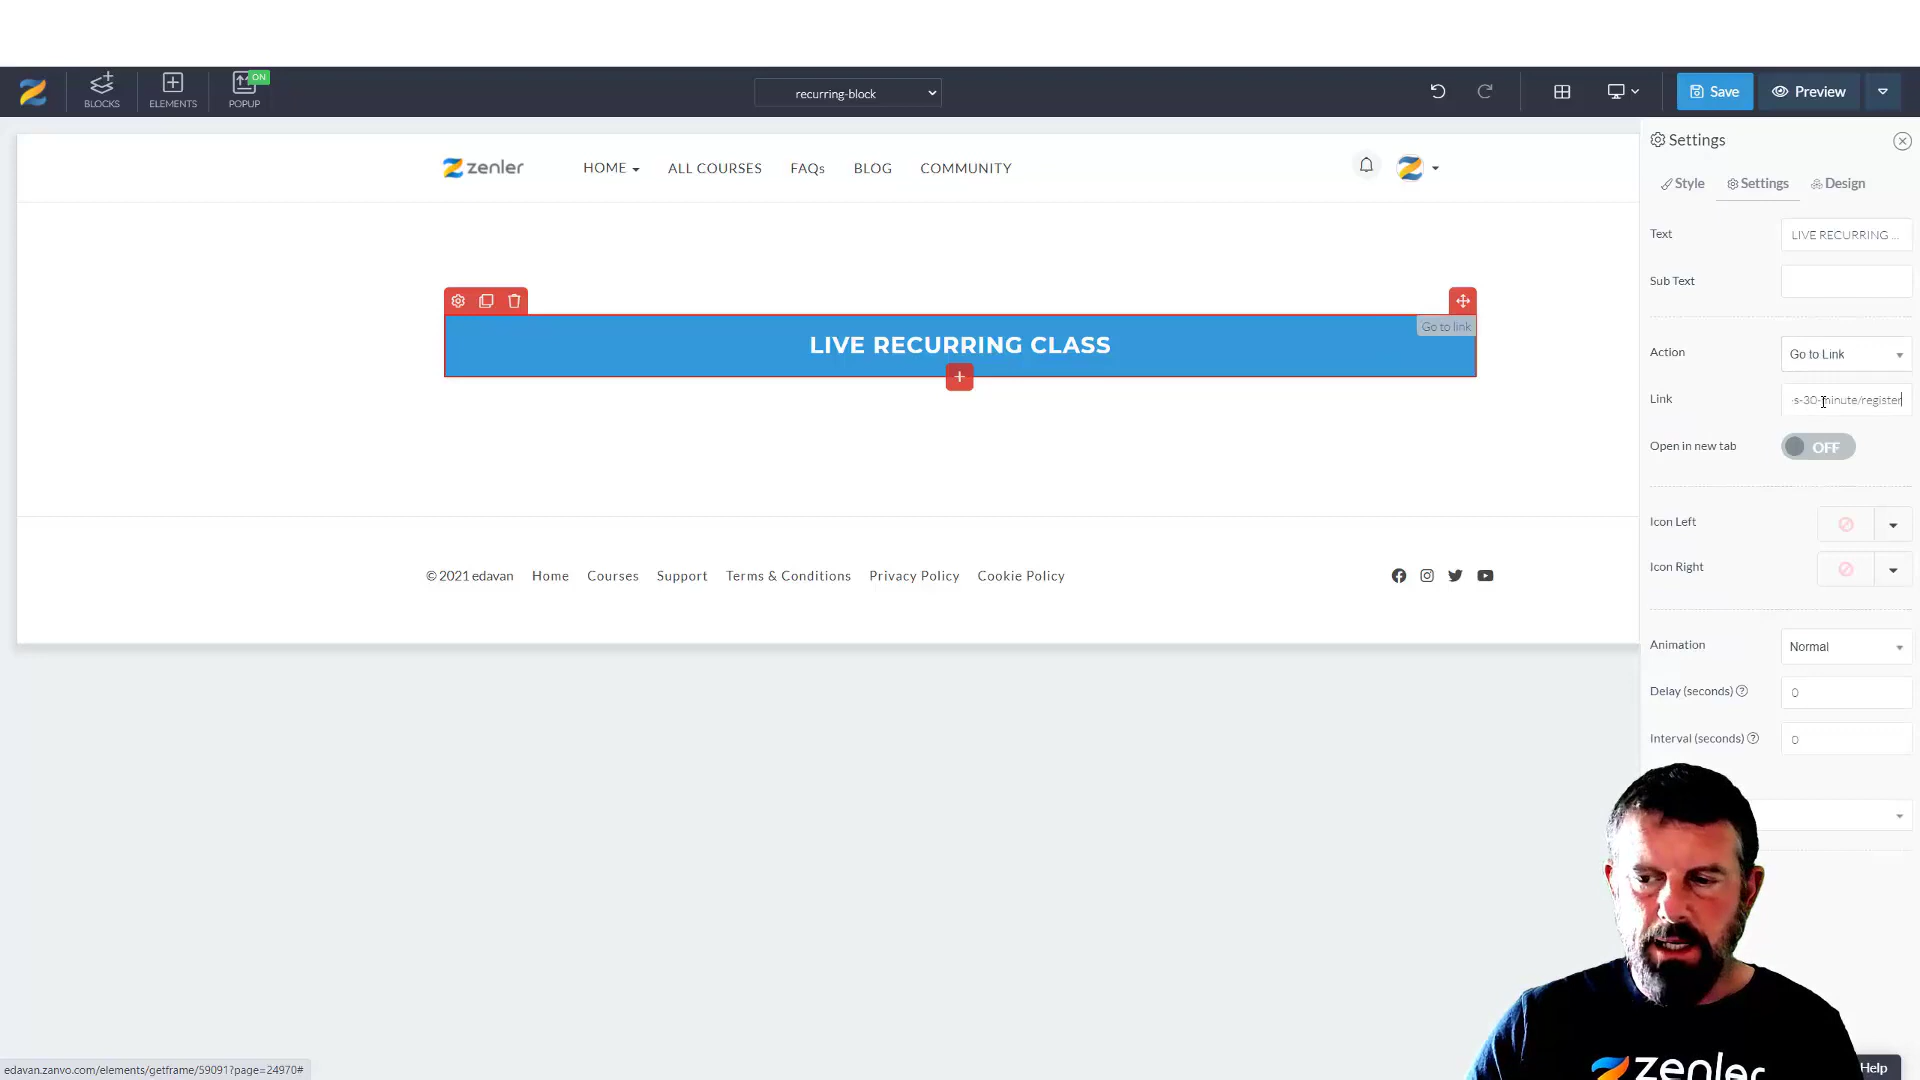 BLOCKS
ELEMENTS
ON
POPUP
recurring-block
Save
Preview
zenler
HOME
ALL COURSES
FAQs
BLOG
COMMUNITY
LIVE RECURRING CLASS
Go to link
© 2021 edavan
Home
Courses
Support
Terms & Conditions
Privacy Policy
Cookie Policy
Settings
Style
Settings
Design
Text
LIVE RECURRING ...
Sub Text
Action
Go to Link
Link
s-30-minute/register
Open in new tab
OFF
Icon Left
Icon Right
Animation
Normal
Delay (seconds)
0
Interval (seconds)
0
zenler
Help
edavan.zanvo.com/elements/getframe/59091?page=24970#